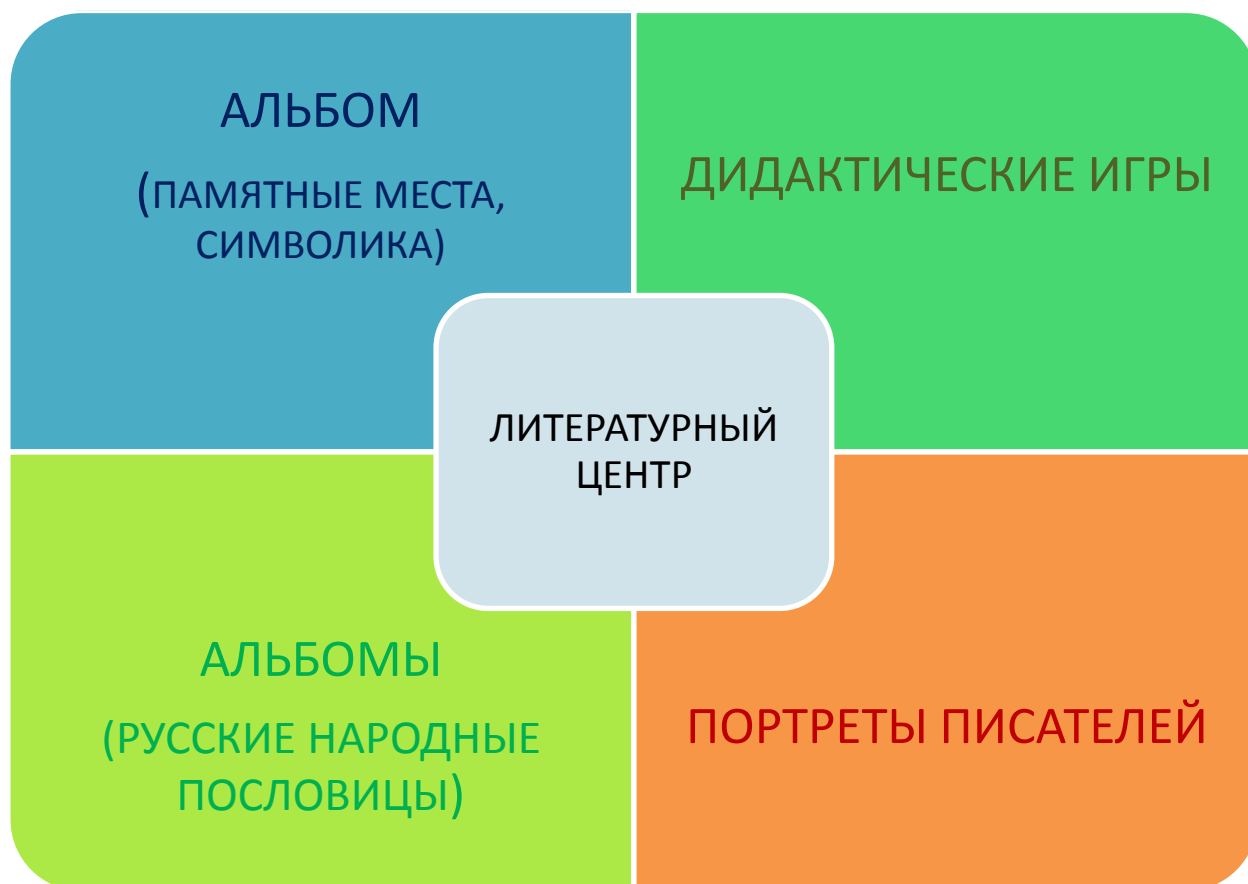 АЛЬБОМ
(ПАМЯТНЫЕ МЕСТА,
СИМВОЛИКА)
ДИДАКТИЧЕСКИЕ ИГРЫ
ЛИТЕРАТУРНЫЙ
ЦЕНТР
АЛЬБОМЫ
(РУССКИЕ НАРОДНЫЕ
ПОСЛОВИЦЫ)
ПОРТРЕТЫ ПИСАТЕЛЕЙ